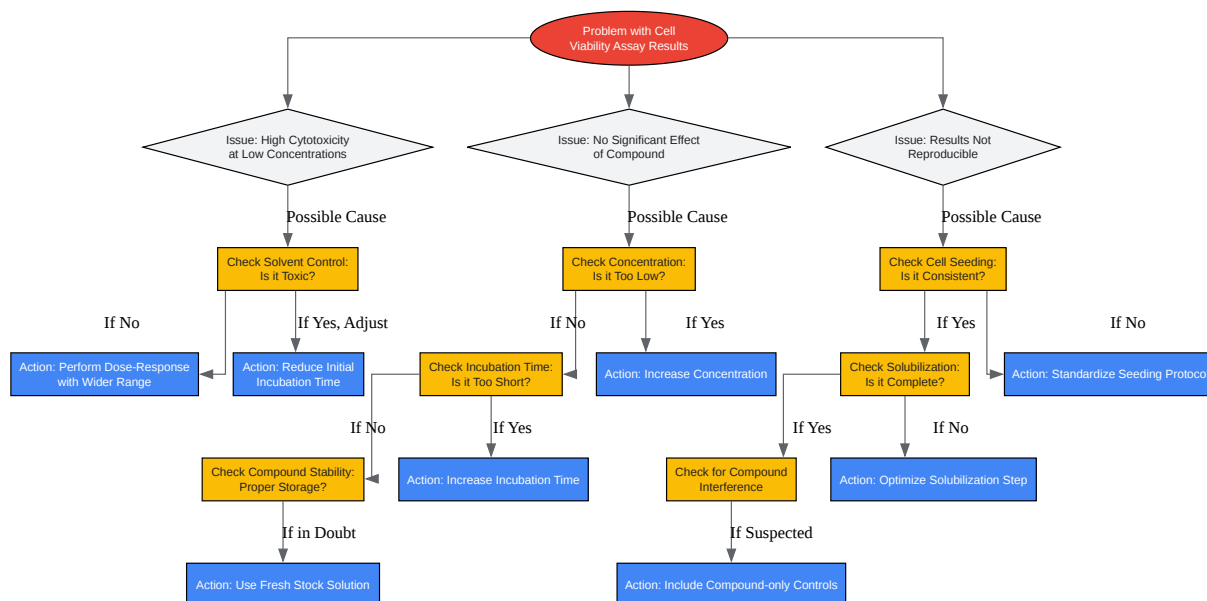 Problem with Cell
Viability Assay Results
Issue: High Cytotoxicity
at Low Concentrations
Issue: No Significant Effect
of Compound
Issue: Results Not
Reproducible
Possible Cause
Possible Cause
Possible Cause
Check Solvent Control:
Is it Toxic?
Check Concentration:
Is it Too Low?
Check Cell Seeding:
Is it Consistent?
If No
If Yes, Adjust
If No
If Yes
If Yes
If No
Action: Perform Dose-Response
with Wider Range
Action: Reduce Initial
Incubation Time
Check Incubation Time:
Is it Too Short?
Action: Increase Concentration
Check Solubilization:
Is it Complete?
Action: Standardize Seeding Protocol
If No
If Yes
If Yes
If No
Check Compound Stability:
Proper Storage?
Action: Increase Incubation Time
Check for Compound
Interference
Action: Optimize Solubilization Step
If in Doubt
If Suspected
Action: Use Fresh Stock Solution
Action: Include Compound-only Controls